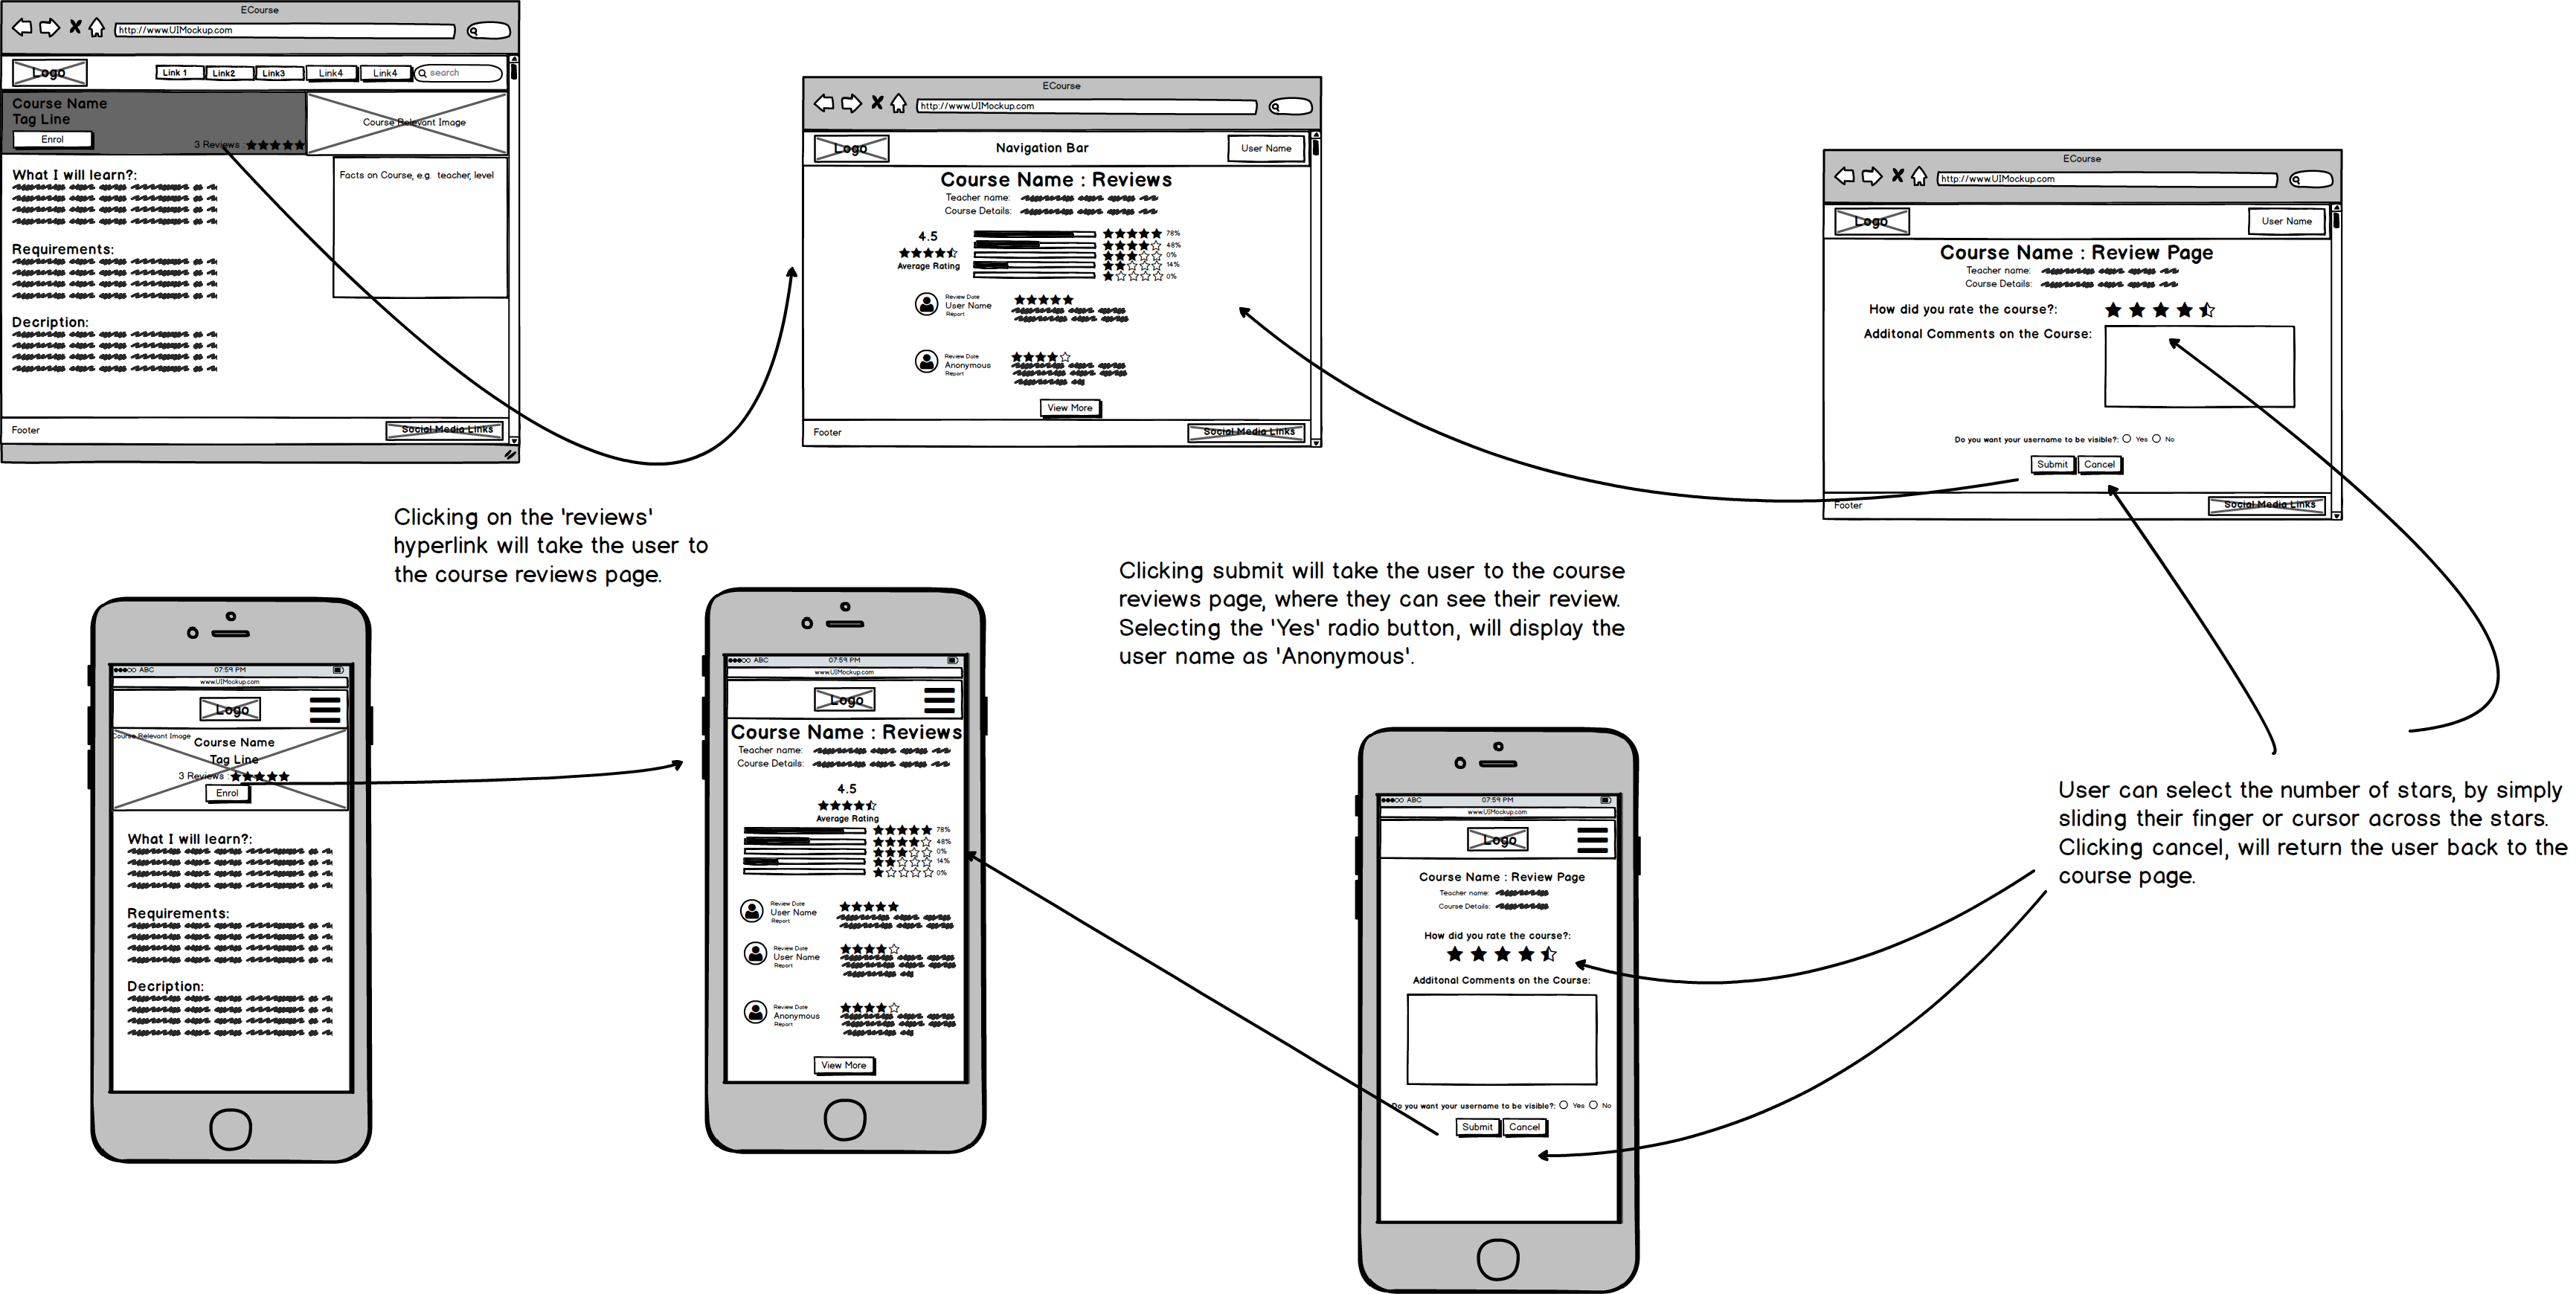 ECourse
http://www.UIMockup.com
Logo
Link 1 Link2 Link3 Link4 Link4 search
Course Name
Tag Line
Enrol
3 Reviews :
Course Relevant Image
Facts on Course, e.g. teacher, level
What I will learn?:
Requirements:
Decription:
Footer
Social Media Links
ECourse
http://www.UIMockup.com
Logo
Navigation Bar
User Name
Course Name : Reviews
Teacher name:
Course Details:
4.5
Average Rating
78%
48%
0%
14%
0%
Review Date
User Name
Report
Review Date
Anonymous
Report
View More
Footer
Social Media Links
ECourse
http://www.UIMockup.com
Logo
User Name
Course Name : Review Page
Teacher name:
Course Details:
How did you rate the course?:
Additonal Comments on the Course:
Do you want your username to be visible?: Yes No
Submit Cancel
Footer
Social Media Links
Clicking on the 'reviews'
hyperlink will take the user to
the course reviews page.
Clicking submit will take the user to the course
reviews page, where they can see their review.
Selecting the 'Yes' radio button, will display the
user name as 'Anonymous'.
ABC 07:59 PM
www.UIMockup.com
Logo
Course Relevant Image
Course Name
Tag Line
3 Reviews :
Enrol
What I will learn?:
Requirements:
Decription:
ABC 07:59 PM
www.UIMockup.com
Logo
Course Name : Reviews
Teacher name:
Course Details:
4.5
Average Rating
78%
48%
0%
14%
0%
Review Date
User Name
Report
Review Date
User Name
Report
Review Date
Anonymous
Report
View More
ABC 07:59 PM
www.UIMockup.com
Logo
Course Name : Review Page
Teacher name:
Course Details:
How did you rate the course?:
Additonal Comments on the Course:
Do you want your username to be visible?: Yes No
Submit Cancel
User can select the number of stars, by simply
sliding their finger or cursor across the stars.
Clicking cancel, will return the user back to the
course page.